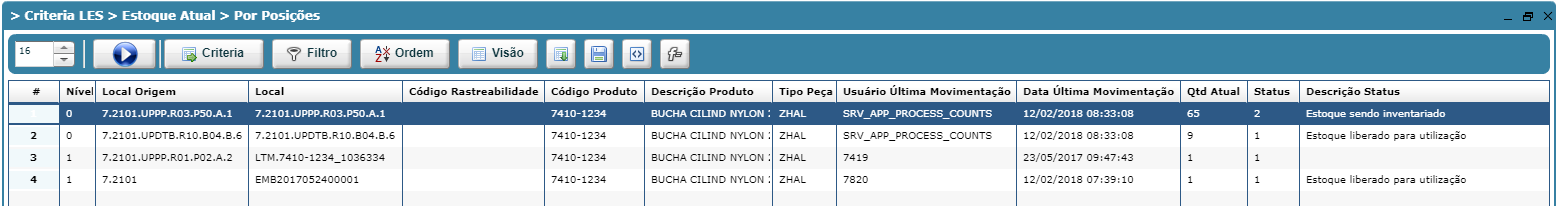 > Criteria LES > Estoque Atual > Por Posições
16 Criteria Filtro Ordem Visão
# Nível Local Origem Local Código Rastreabilidade Código Produto Descrição Produto Tipo Peça Usuário Última Movimentação Data Última Movimentação Qtd Atual Status Descrição Status
0 7.2101.UPPP.R03.P50.A.1 7.2101.UPPP.R03.P50.A.1 7410-1234 BUCHA CILIND NYLON ZHAL SRV_APP_PROCESS_COUNTS 12/02/2018 08:33:08 65 2 Estoque sendo inventariado
2 0 7.2101.UPDTB.R10.B04.B.6 7.2101.UPDTB.R10.B04.B.6 7410-1234 BUCHA CILIND NYLON ZHAL SRV_APP_PROCESS_COUNTS 12/02/2018 08:33:08 9 1 Estoque liberado para utilização
3 1 7.2101.UPPP.R01.P02.A.2 LTM.7410-1234_1036334 7410-1234 BUCHA CILIND NYLON ZHAL 7419 23/05/2017 09:47:43 1 1
4 1 7.2101 EMB2017052400001 7410-1234 BUCHA CILIND NYLON ZHAL 7820 12/02/2018 07:39:10 1 1 Estoque liberado para utilização